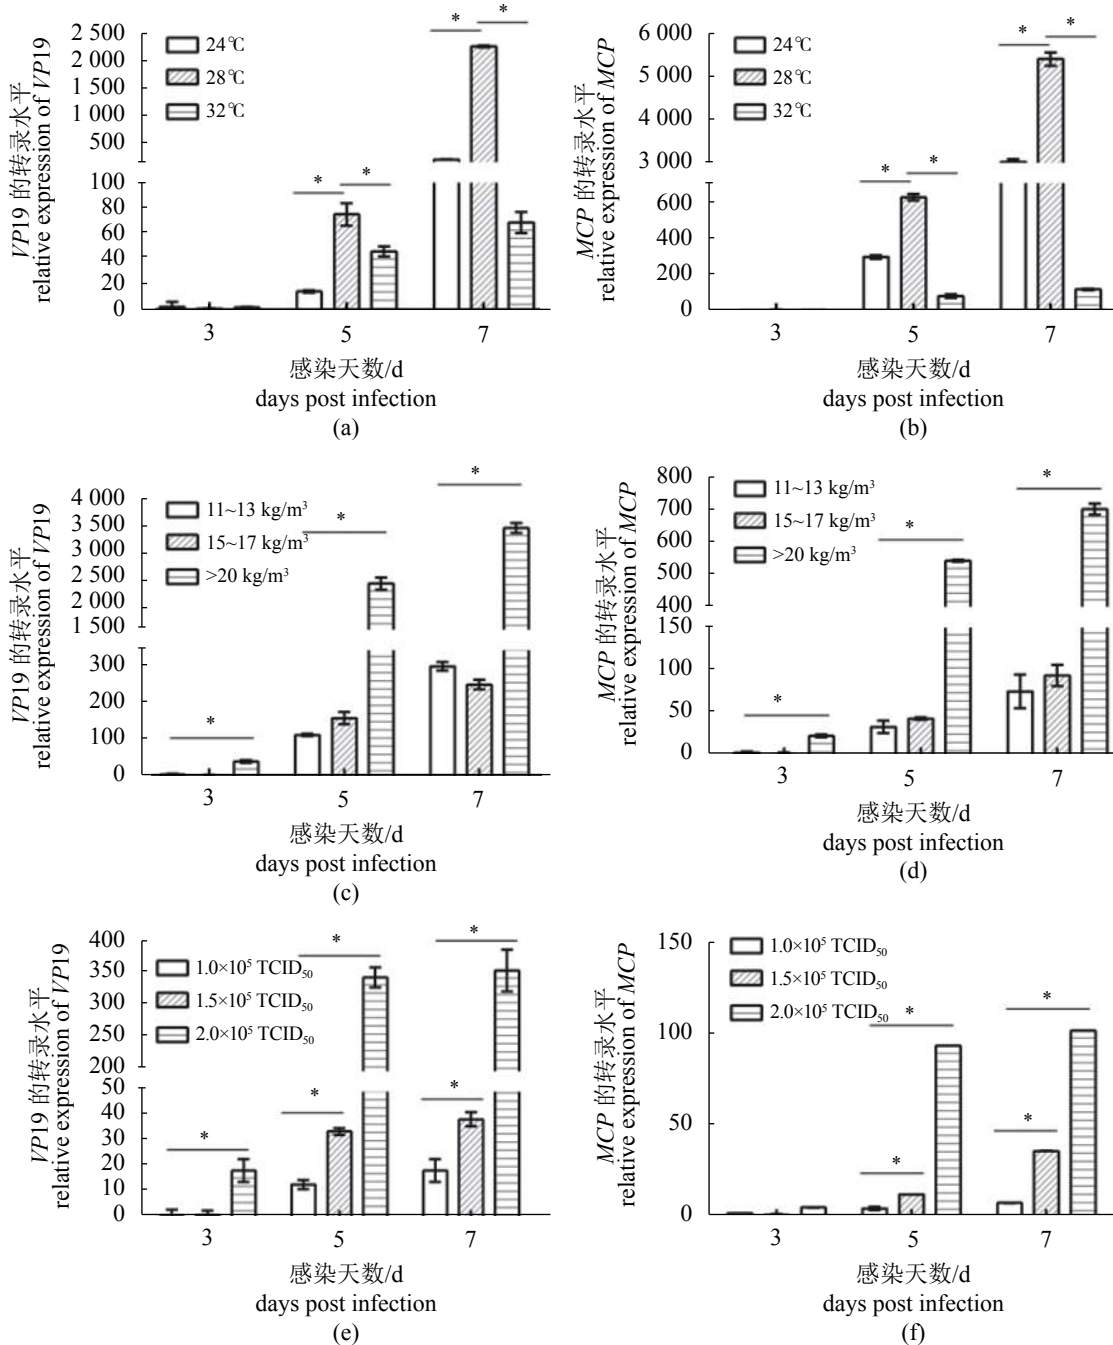 VP19 的转录水平
relative expression of VP19
2 500
2 000
1 500
1 000
500
100
80
60
40
20
0
24℃
28℃
32℃
*
*
*
*
3
5
7
感染天数/d
days post infection
(a)
MCP 的转录水平
relative expression of MCP
6 000
5 000
4 000
3 000
600
400
200
0
24℃
28℃
32℃
*
*
*
*
3
5
7
感染天数/d
days post infection
(b)
VP19 的转录水平
relative expression of VP19
4 000
3 500
3 000
2 500
2 000
1 500
300
200
100
0
11~13 kg/m³
15~17 kg/m³
>20 kg/m³
*
*
*
3
5
7
感染天数/d
days post infection
(c)
MCP 的转录水平
relative expression of MCP
800
700
600
500
400
150
100
50
0
11~13 kg/m³
15~17 kg/m³
>20 kg/m³
*
*
*
3
5
7
感染天数/d
days post infection
(d)
VP19 的转录水平
relative expression of VP19
400
350
300
250
200
50
40
30
20
10
0
1.0×10⁵ TCID₅₀
1.5×10⁵ TCID₅₀
2.0×10⁵ TCID₅₀
*
*
*
*
*
3
5
7
感染天数/d
days post infection
(e)
MCP 的转录水平
relative expression of MCP
150
100
50
0
1.0×10⁵ TCID₅₀
1.5×10⁵ TCID₅₀
2.0×10⁵ TCID₅₀
*
*
*
*
3
5
7
感染天数/d
days post infection
(f)